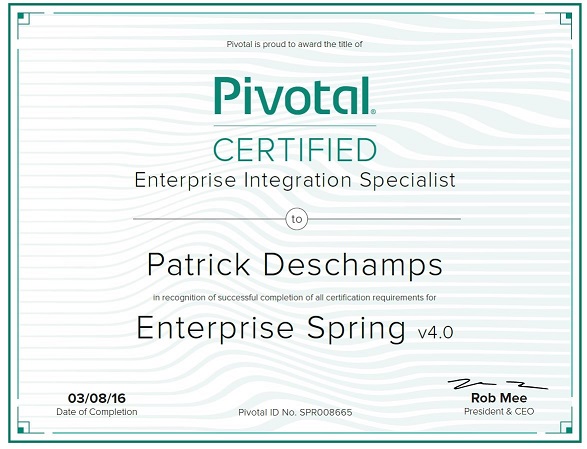 Pivotal is proud to award the title of
Pivotal®
CERTIFIED
Enterprise Integration Specialist
to
Patrick Deschamps
in recognition of successful completion of all certification requirements for
Enterprise Spring v4.0
03/08/16
Date of Completion
Pivotal ID No. SPR008665
Rob Mee
President & CEO